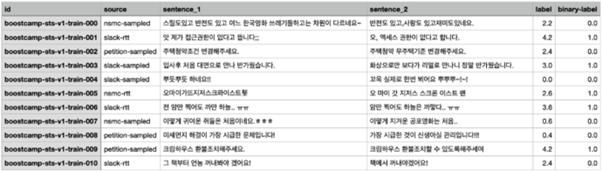 id source sentence_1 sentence_2 label binary-label
boostcamp-sts-v1-train-000 nsmc-sampled 스릴도있고 반전도 있고 여느 한국영화 쓰레기들하고는 차원이 다르네요~ 반전도 있고,사랑도 있고재미도있네요. 2.2 0.0
boostcamp-sts-v1-train-001 slack-rtt 앗 제가 접근권한이 없다고 뜹니다;; 오, 액세스 권한이 없다고 합니다. 4.2 1.0
boostcamp-sts-v1-train-002 petition-sampled 주택청약조건 변경해주세요. 주택청약 무주택기준 변경해주세요. 2.4 0.0
boostcamp-sts-v1-train-003 slack-sampled 입사후 처음 대면으로 만나 반가웠습니다. 화상으로만 보다가 리얼로 만나니 정말 반가웠습니다. 3.0 1.0
boostcamp-sts-v1-train-004 slack-sampled 뿌듯뿌듯 하네요!! 꼬옥 실제로 한번 뵈어요 뿌뿌뿌~!~! 0.0 0.0
boostcamp-sts-v1-train-005 nsmc-rtt 오마이가뜨지저스크라이스트휏 오 마이 갓 지저스 스크론 이스트 팬 2.6 1.0
boostcamp-sts-v1-train-006 slack-rtt 전 암만 찍어도 까만 하늘.. ㅠㅠ 암만 찍어도 하늘은 까맣다.. ㅠㅠ 3.6 1.0
boostcamp-sts-v1-train-007 nsmc-sampled 이렇게 귀여운 쥐들은 처음이네요.ㅎㅎㅎ 이렇게 지겨운 공포영화는 처음.. 0.6 0.0
boostcamp-sts-v1-train-008 petition-sampled 미세먼지 해결이 가장 시급한 문제입니다! 가장 시급한 것이 신생아실 관리입니다!!! 0.4 0.0
boostcamp-sts-v1-train-009 petition-sampled 크림하우스 환불조치해주세요. 크림하우스 환불조치할 수 있도록해주세여 4.2 1.0
boostcamp-sts-v1-train-010 slack-rtt 그 책부터 언능 꺼내봐야 겠어요! 책에서 꺼내야겠어요! 2.4 0.0